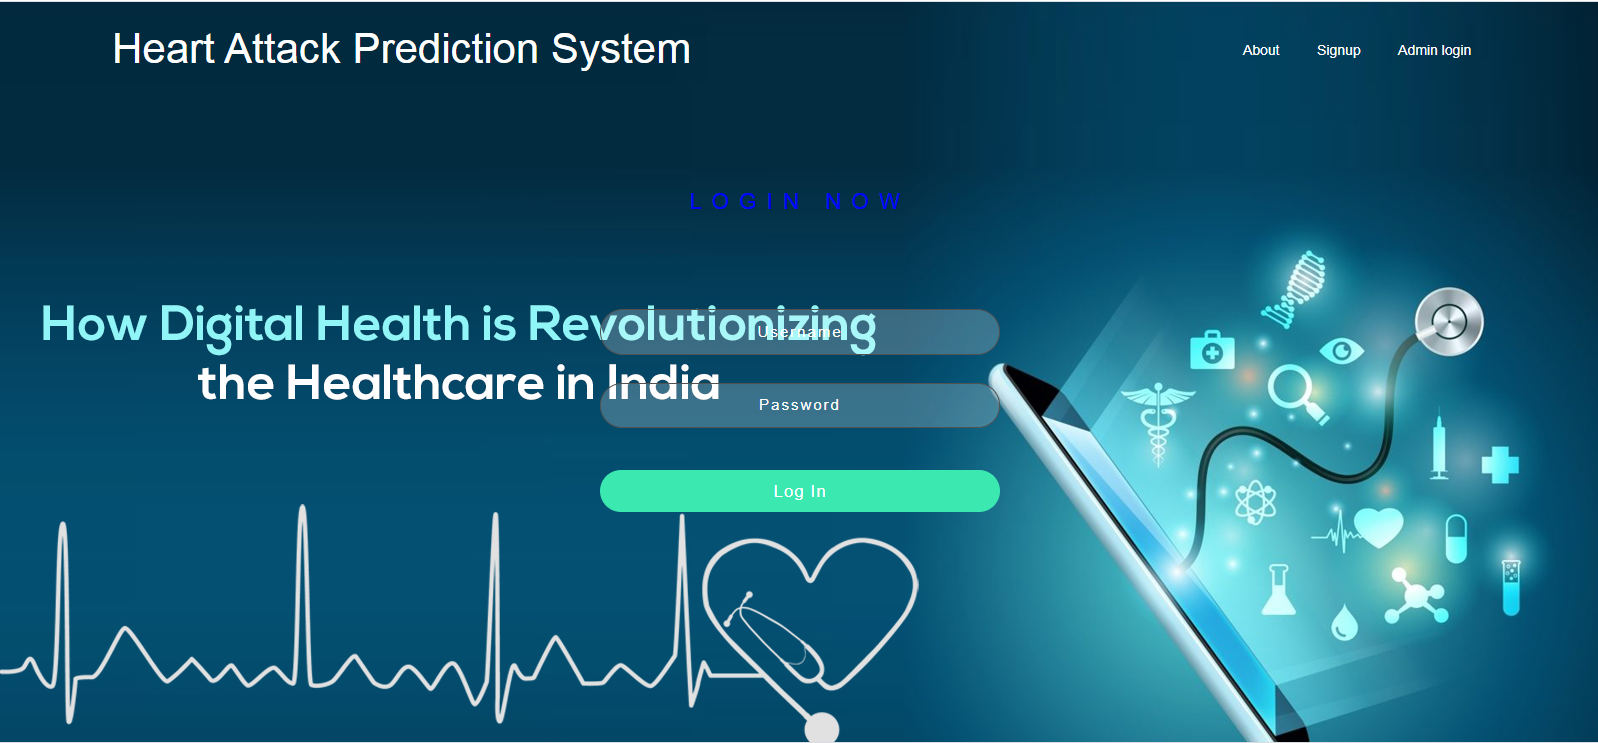 Heart Attack Prediction System
About Signup Admin login
LOGIN NOW
How Digital Health is Revolutionizing
the Healthcare in India
Username
Password
Log In